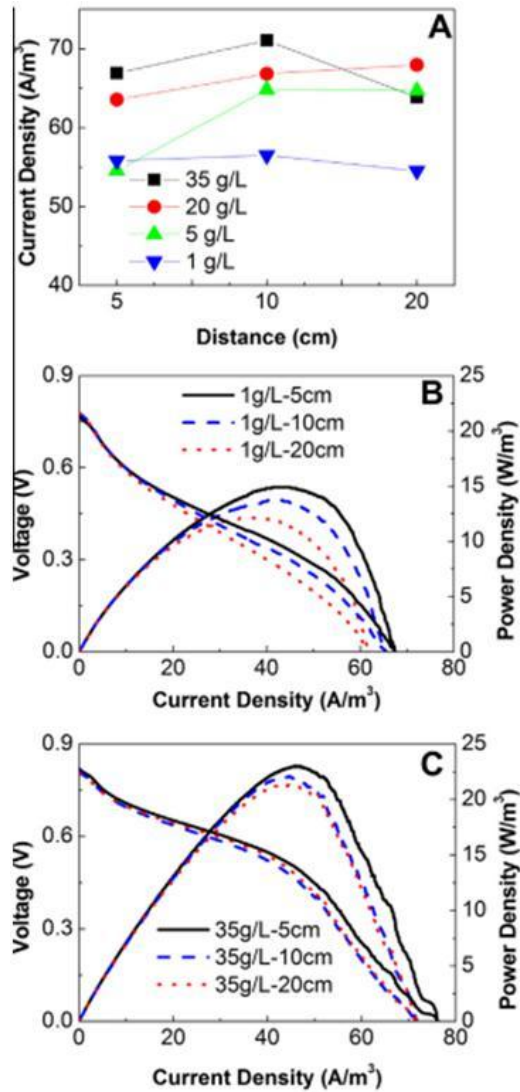 A
Current Density (A/m³)
70
60
50
40
35 g/L
20 g/L
5 g/L
1 g/L
5
10
20
Distance (cm)
B
Voltage (V)
0.9
0.6
0.3
0.0
1g/L-5cm
1g/L-10cm
1g/L-20cm
25
20
15
10
5
0
Power Density (W/m³)
0
20
40
60
80
Current Density (A/m³)
C
Voltage (V)
0.9
0.6
0.3
0.0
35g/L-5cm
35g/L-10cm
35g/L-20cm
25
20
15
10
5
0
Power Density (W/m³)
0
20
40
60
80
Current Density (A/m³)